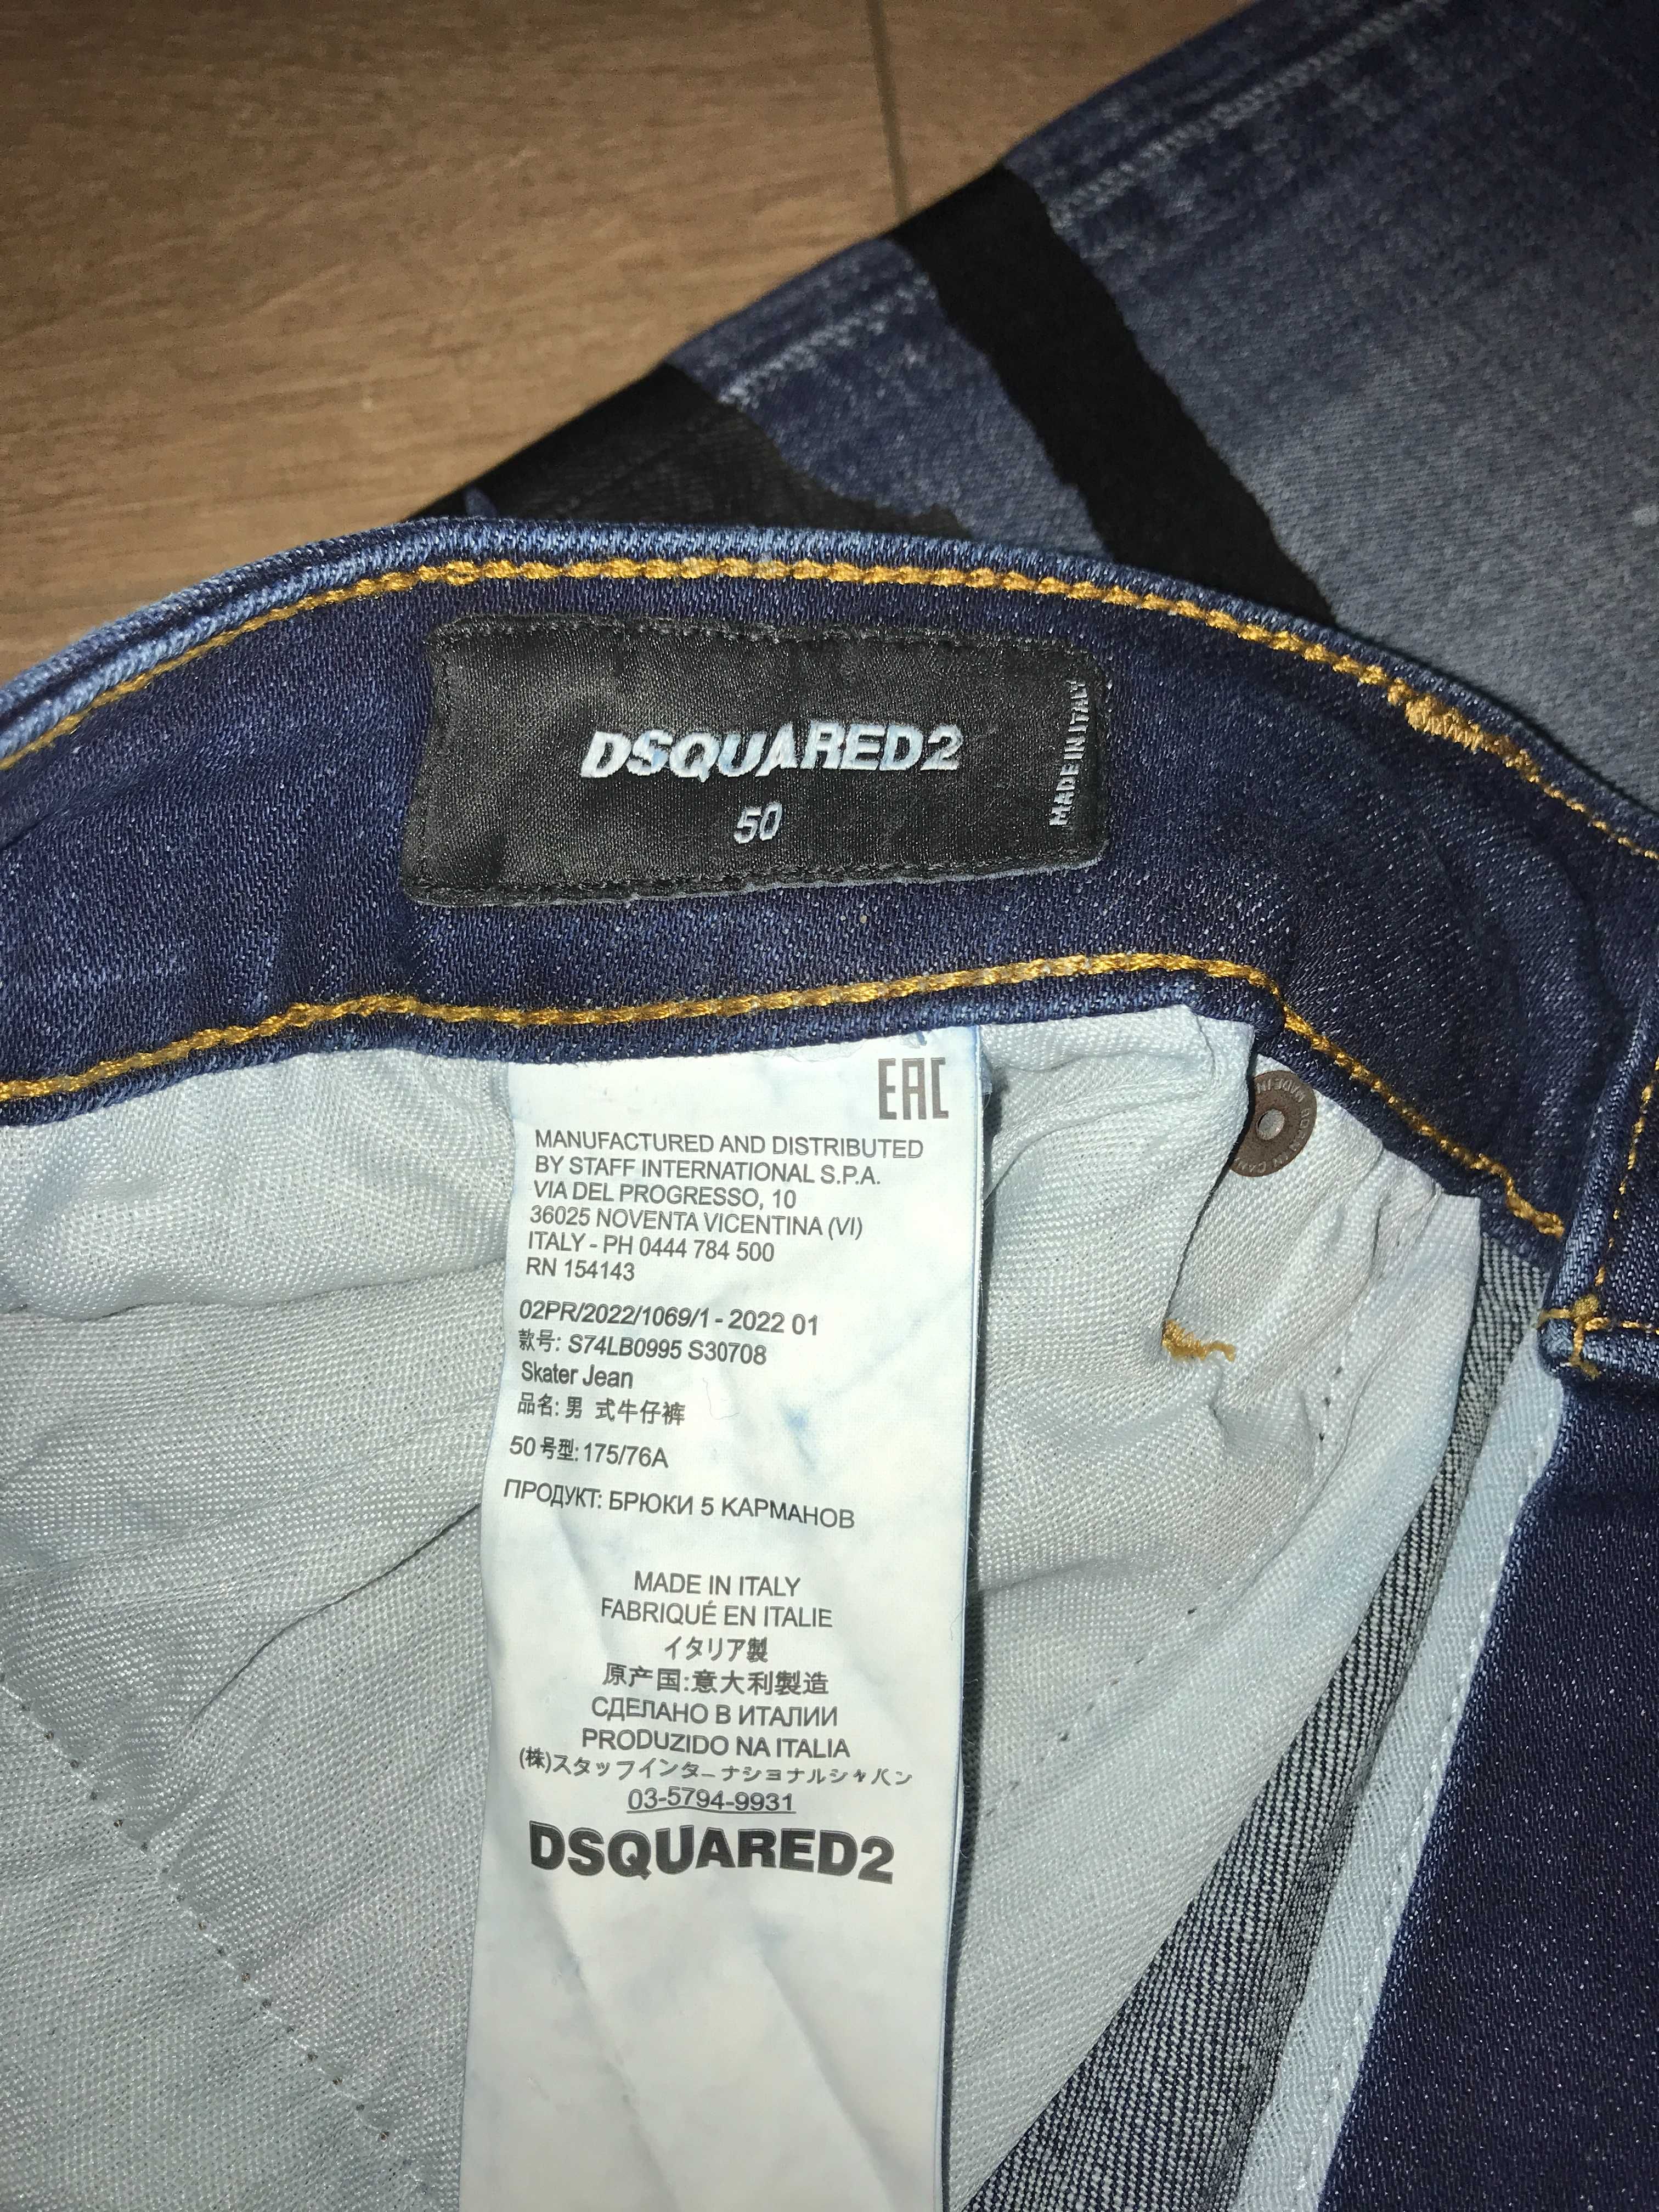 DSQUARED2
50
MADE IN ITALY
EAC
MANUFACTURED AND DISTRIBUTED
BY STAFF INTERNATIONAL S.P.A.
VIA DEL PROGRESSO, 10
36025 NOVENTA VICENTINA (VI)
ITALY - PH 0444 784 500
RN 154143
02PR/2022/1069/1 - 2022 01
款号: S74LB0995 S30708
Skater Jean
品名: 男 式牛仔裤
50 号型: 175/76A
ПРОДУКТ: БРЮКИ 5 КАРМАНОВ
MADE IN ITALY
FABRIQUÉ EN ITALIE
イタリア製
原产国:意大利製造
СДЕЛАНО В ИТАЛИИ
PRODUZIDO NA ITALIA
(株)スタッフインターナショナルジャパン
03-5794-9931
DSQUARED2
MADE IN
BORN IN